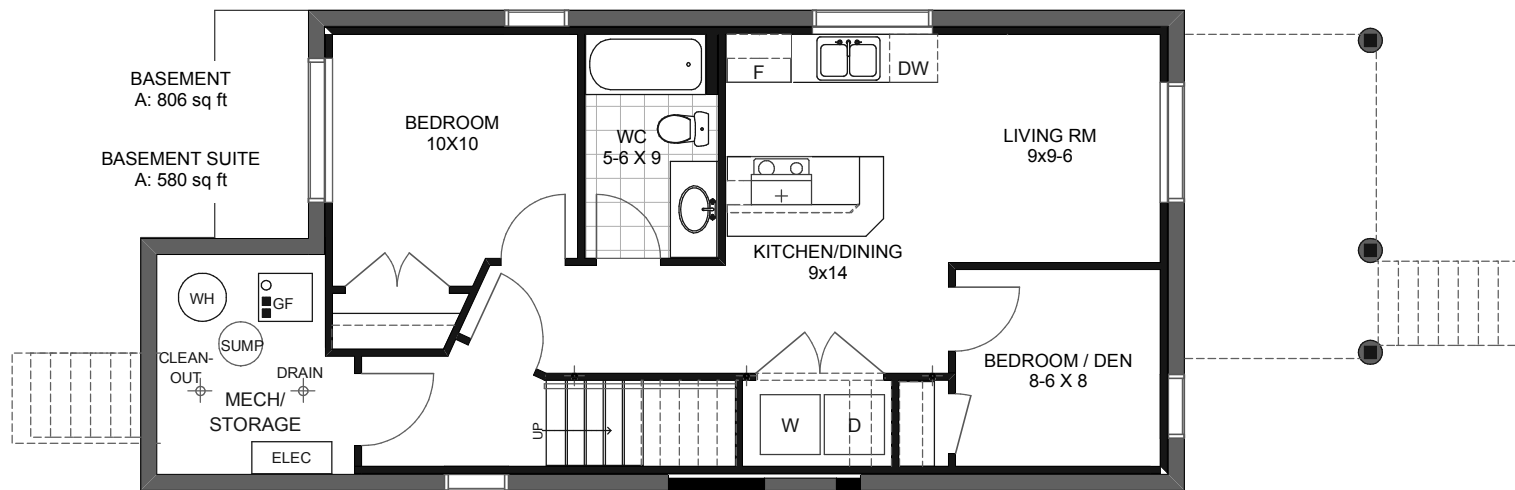 BASEMENT
A: 806 sq ft
BASEMENT SUITE
A: 580 sq ft
BEDROOM
10X10
WC
5-6 X 9
F
DW
LIVING RM
9x9-6
KITCHEN/DINING
9x14
WH
GF
SUMP
CLEAN-
OUT
DRAIN
MECH/
STORAGE
ELEC
UP
W
D
BEDROOM / DEN
8-6 X 8